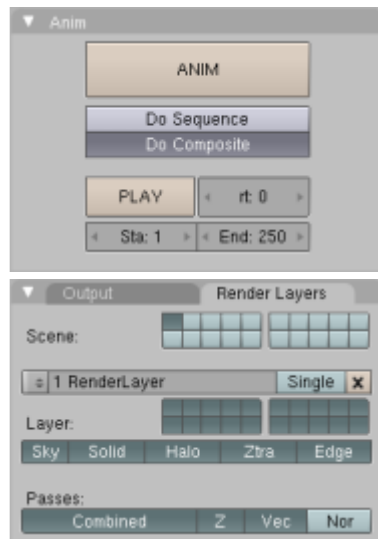 Anim
ANIM
Do Sequence
Do Composite
PLAY rt: 0
Sta: 1 End: 250
Output Render Layers
Scene:
1 RenderLayer Single x
Layer:
Sky Solid Halo Ztra Edge
Passes:
Combined Z Vec Nor